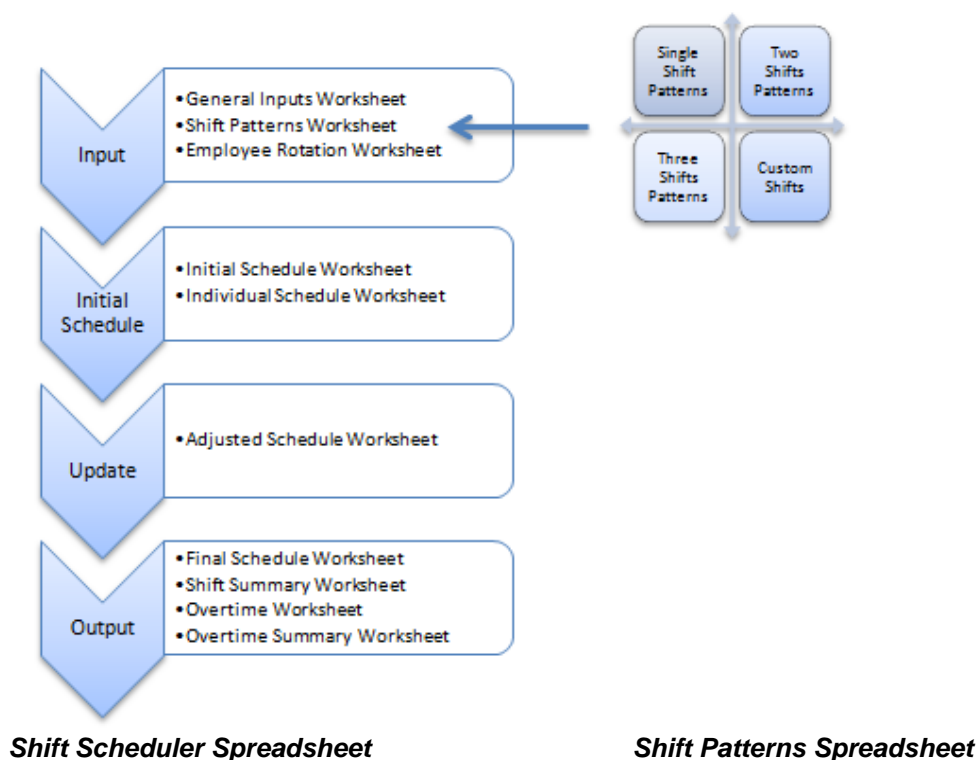 Input
•General Inputs Worksheet
•Shift Patterns Worksheet
•Employee Rotation Worksheet
Single
Shift
Patterns
Two
Shifts
Patterns
Three
Shifts
Patterns
Custom
Shifts
Initial
Schedule
•Initial Schedule Worksheet
•Individual Schedule Worksheet
Update
•Adjusted Schedule Worksheet
Output
•Final Schedule Worksheet
•Shift Summary Worksheet
•Overtime Worksheet
•Overtime Summary Worksheet
Shift Scheduler Spreadsheet
Shift Patterns Spreadsheet